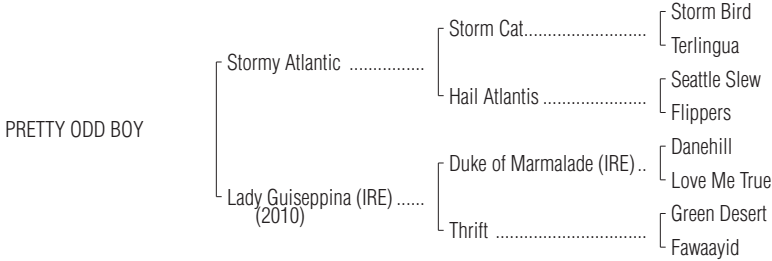 Storm Bird
Storm Cat..........................
Terlingua
Stormy Atlantic ................
Seattle Slew
Hail Atlantis ......................
Flippers
PRETTY ODD BOY
Danehill
Duke of Marmalade (IRE) ..
Love Me True
Lady Guiseppina (IRE) ......
(2010)
Green Desert
Thrift ................................
Fawaayid